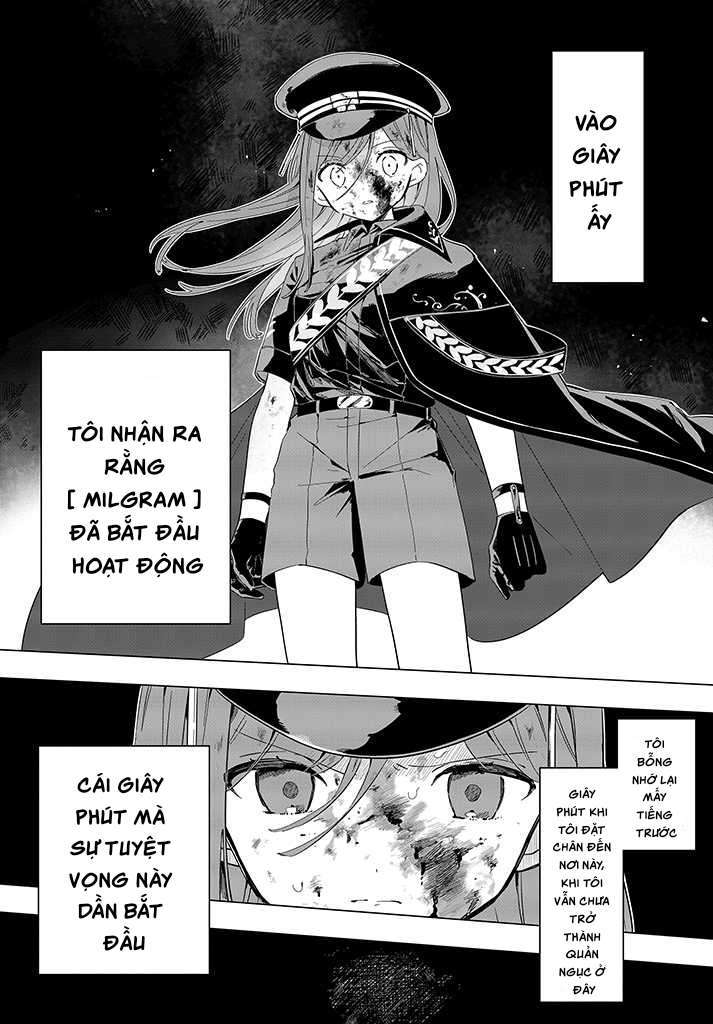 VÀO
GIÂY
PHÚT
ẤY
TÔI NHẬN RA
RẰNG
[ MILGRAM ]
ĐÃ BẮT ĐẦU
HOẠT ĐỘNG
TÔI
BỖNG
NHỚ LẠI
MẤY
TIẾNG
TRƯỚC
GIÂY
PHÚT KHI
TÔI ĐẶT
CHÂN ĐẾN
NƠI NÀY,
KHI TÔI
VẪN CHƯA
TRỞ
THÀNH
QUẢN
NGỤC Ở
ĐÂY
CÁI GIÂY
PHÚT MÀ
SỰ TUYỆT
VỌNG NÀY
DẦN BẮT
ĐẦU